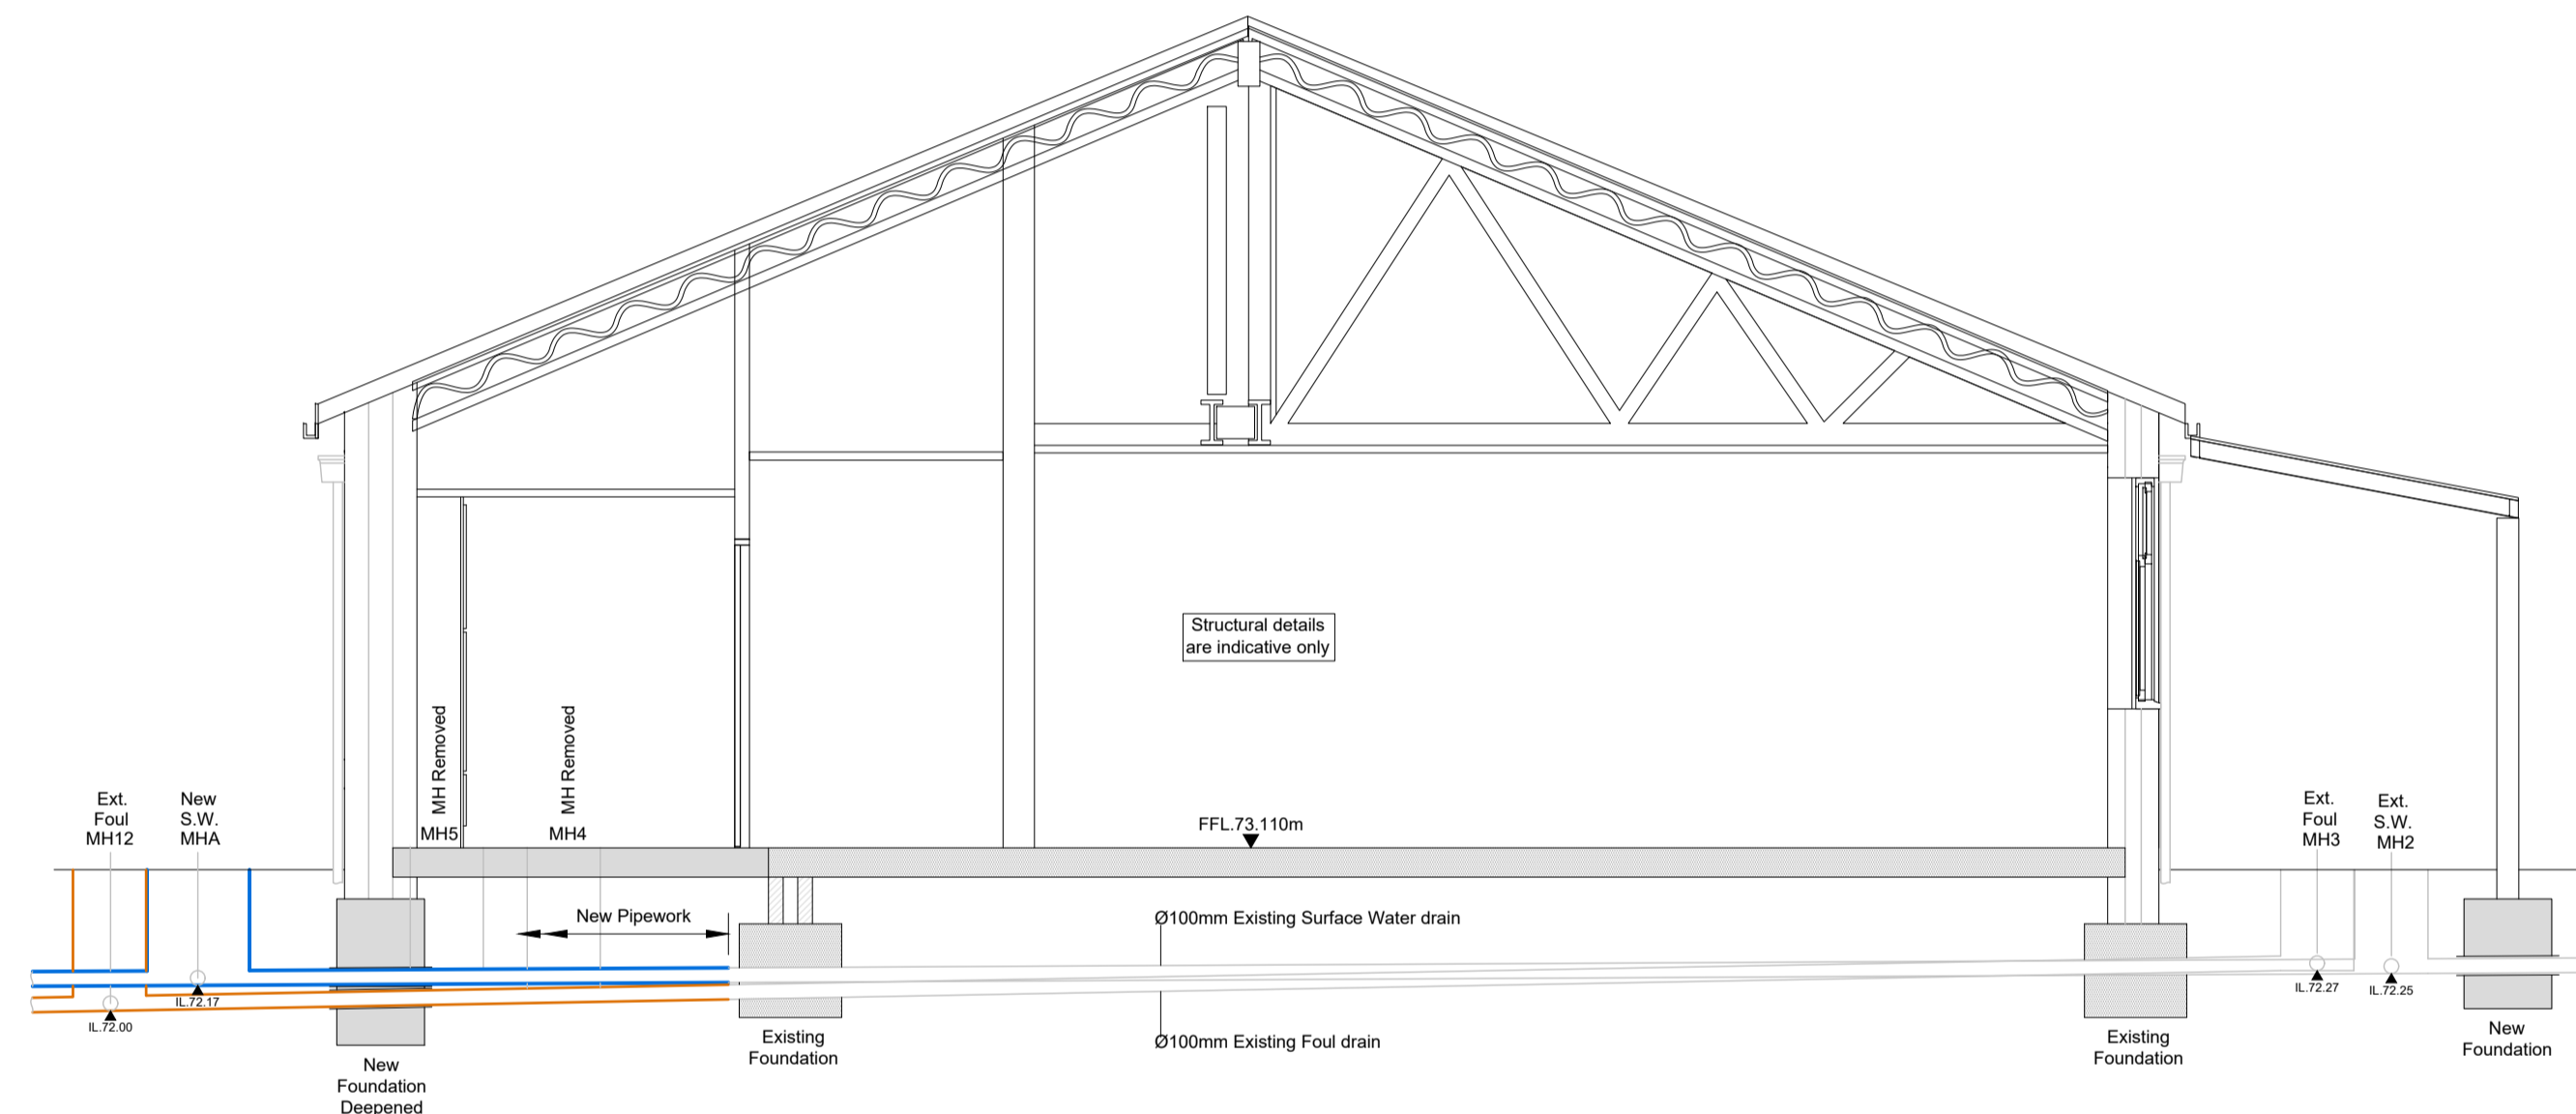 Structural details
are indicative only
MH Removed
MH Removed
MH5
MH4
FFL.73.110m
Ext.
Foul
MH12
New
S.W.
MHA
Ext.
Foul
MH3
Ext.
S.W.
MH2
New Pipework
Ø100mm Existing Surface Water drain
IL.72.17
IL.72.00
IL.72.27
IL.72.25
Ø100mm Existing Foul drain
New
Foundation
Deepened
Existing
Foundation
Existing
Foundation
New
Foundation